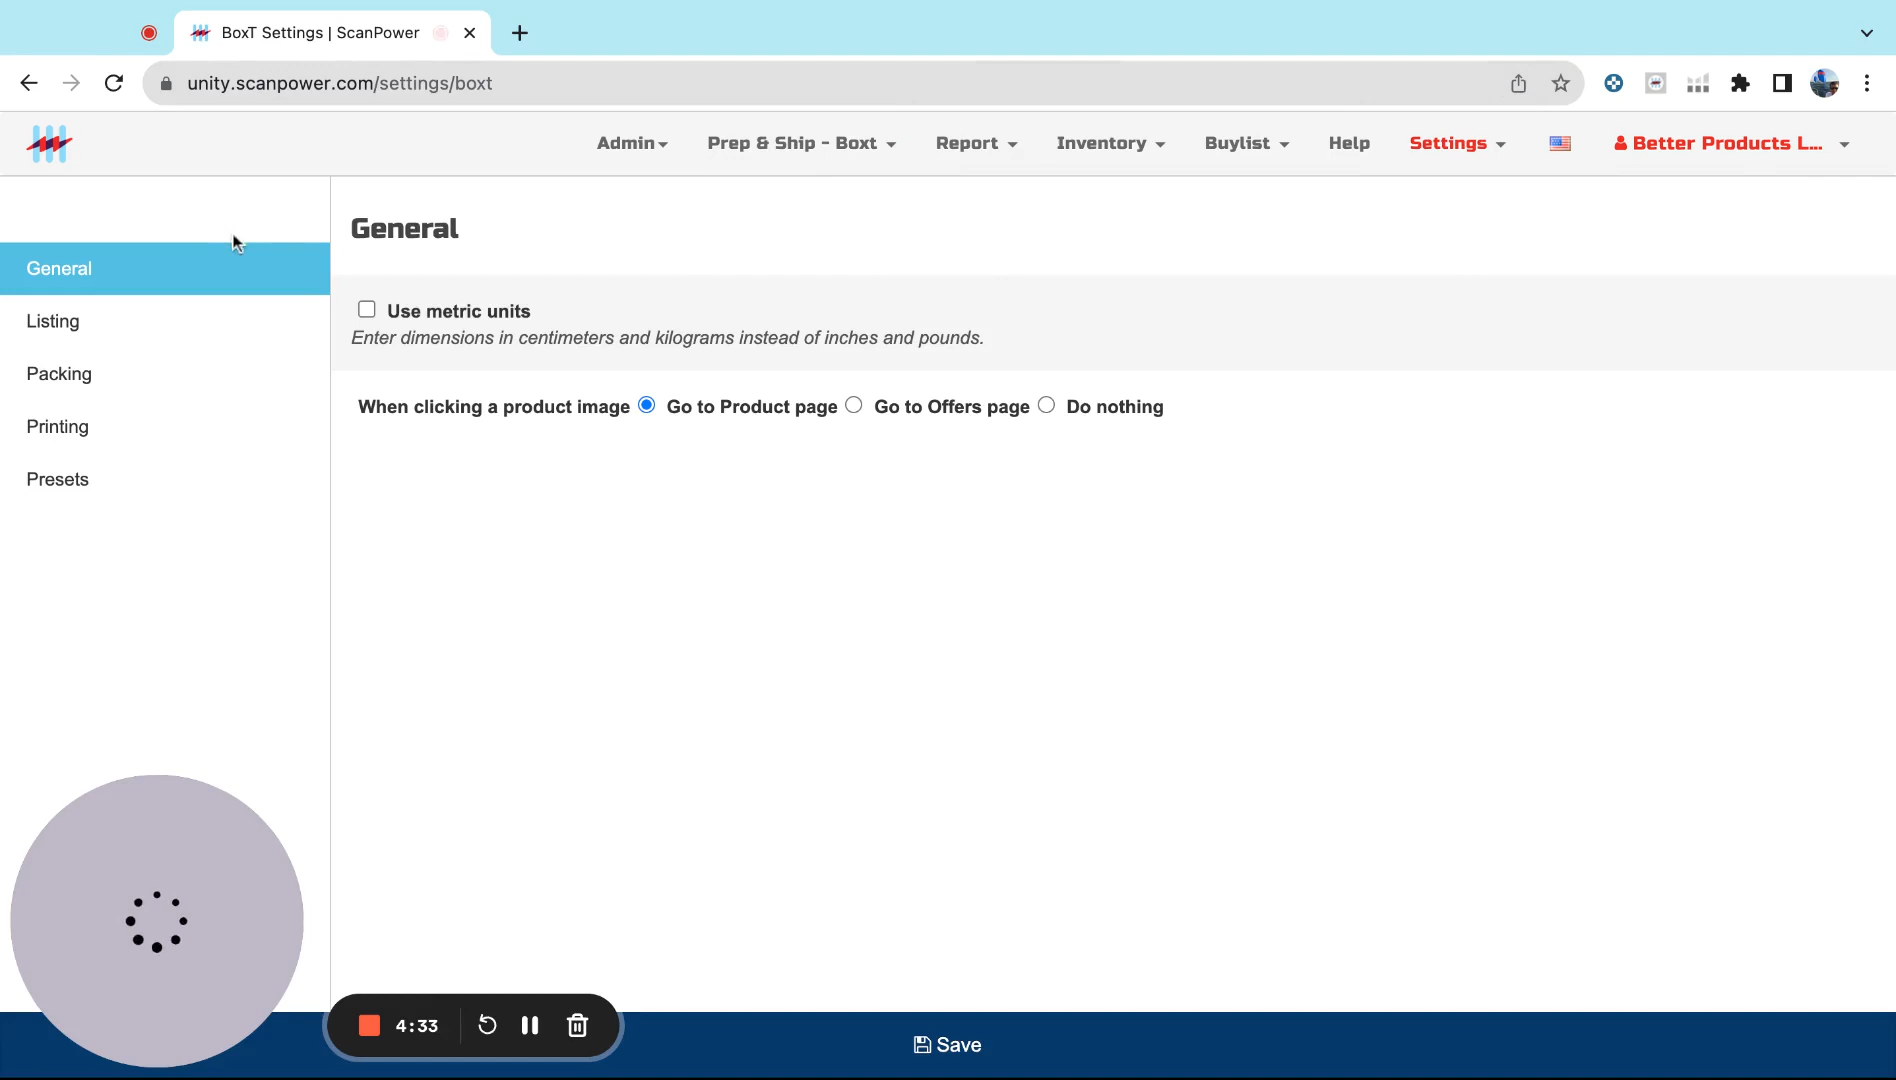 BoxT Settings | ScanPower
unity.scanpower.com/settings/boxt
Admin Prep & Ship - Boxt Report Inventory Buylist Help Settings Better Products L...
General
Listing
Packing
Printing
Presets
General
Use metric units
Enter dimensions in centimeters and kilograms instead of inches and pounds.
When clicking a product image Go to Product page Go to Offers page Do nothing
4:33
Save